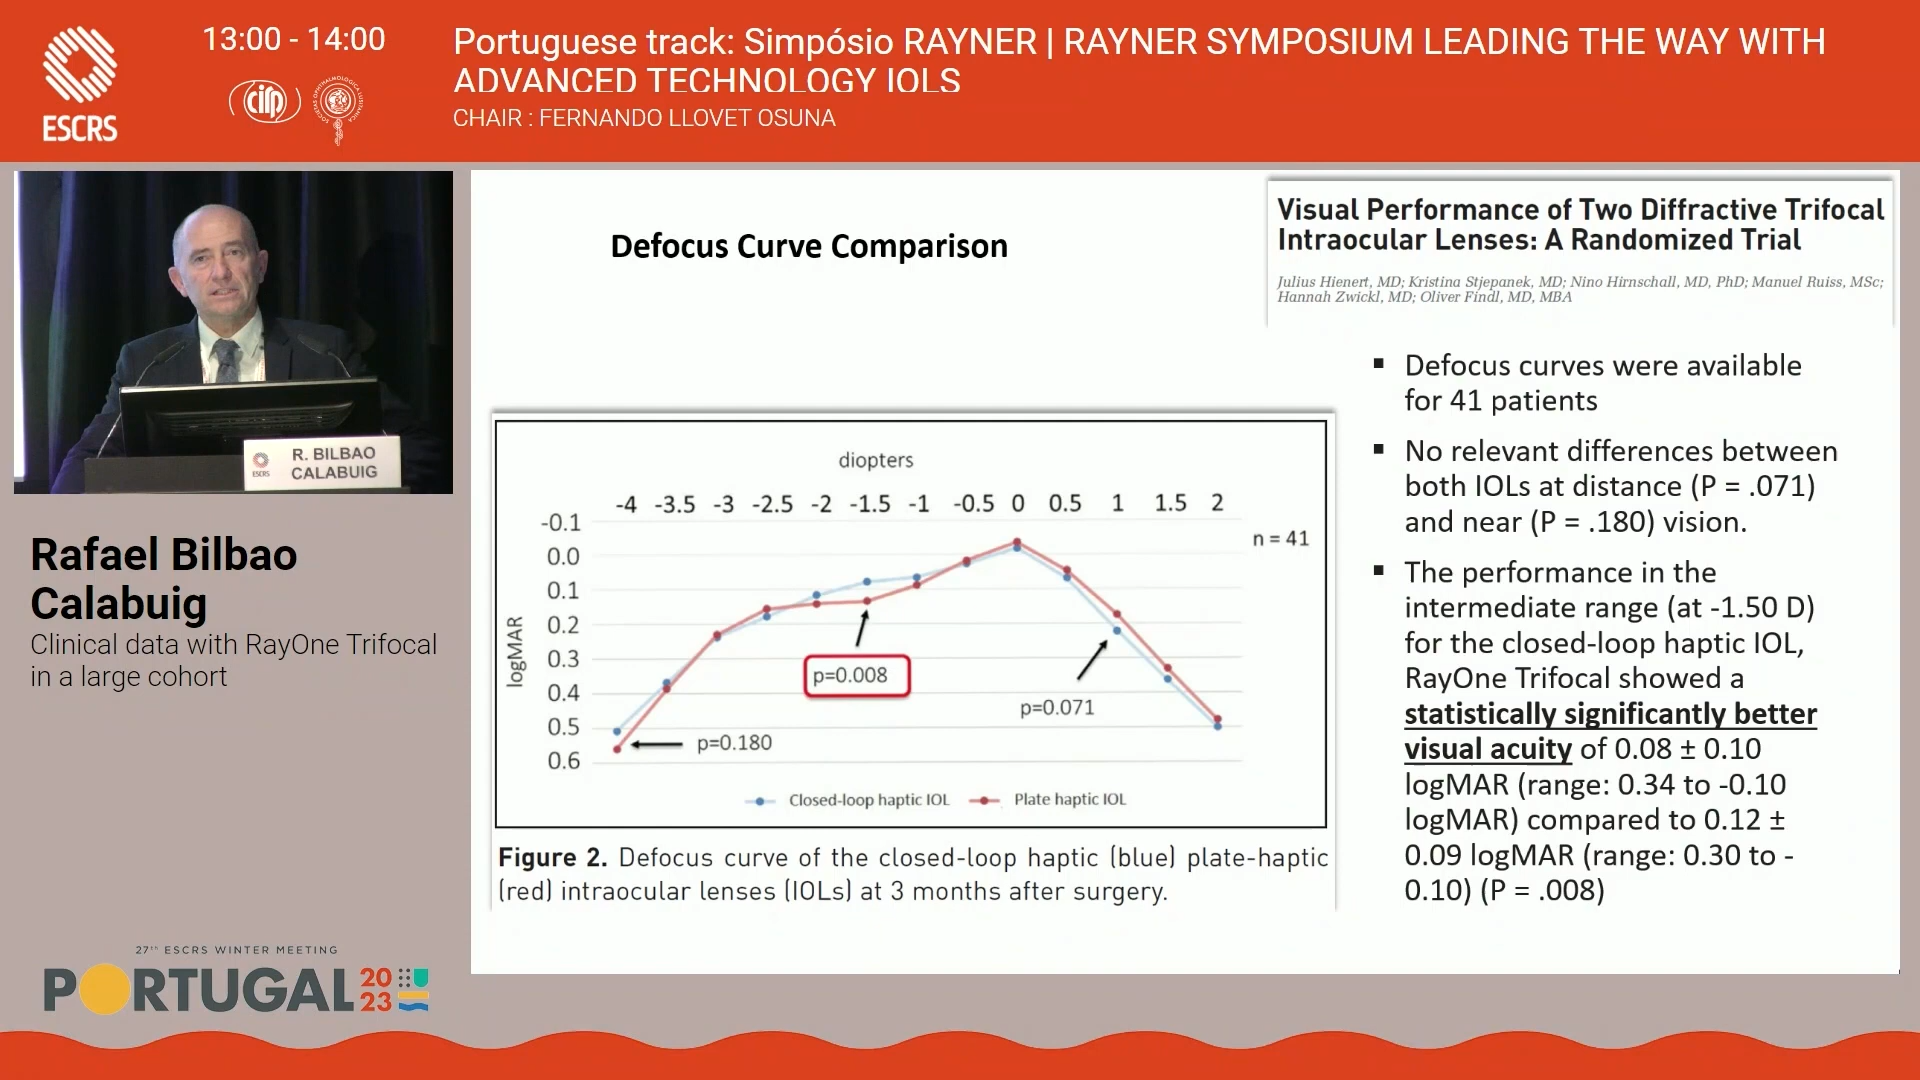 ESCRS
13:00 - 14:00
cirp
Portuguese track: Simpósio RAYNER | RAYNER SYMPOSIUM LEADING THE WAY WITH
ADVANCED TECHNOLOGY IOLS
CHAIR : FERNANDO LLOVET OSUNA
ESCRS
R. BILBAO
CALABUIG
Rafael Bilbao
Calabuig
Clinical data with RayOne Trifocal
in a large cohort
27th ESCRS WINTER MEETING
PORTUGAL 20
23
Defocus Curve Comparison
Visual Performance of Two Diffractive Trifocal
Intraocular Lenses: A Randomized Trial
Julius Hienert, MD; Kristina Stjepanek, MD; Nino Hirnschall, MD, PhD; Manuel Ruiss, MSc;
Hannah Zwickl, MD; Oliver Findl, MD, MBA
diopters
-4 -3.5 -3 -2.5 -2 -1.5 -1 -0.5 0 0.5 1 1.5 2
-0.1
0.0
0.1
0.2
0.3
0.4
0.5
0.6
logMAR
n = 41
p=0.008
p=0.071
p=0.180
Closed-loop haptic IOL Plate haptic IOL
Figure 2. Defocus curve of the closed-loop haptic (blue) plate-haptic
(red) intraocular lenses (IOLs) at 3 months after surgery.
▪ Defocus curves were available
for 41 patients
▪ No relevant differences between
both IOLs at distance (P = .071)
and near (P = .180) vision.
▪ The performance in the
intermediate range (at -1.50 D)
for the closed-loop haptic IOL,
RayOne Trifocal showed a
statistically significantly better
visual acuity of 0.08 ± 0.10
logMAR (range: 0.34 to -0.10
logMAR) compared to 0.12 ±
0.09 logMAR (range: 0.30 to -
0.10) (P = .008)